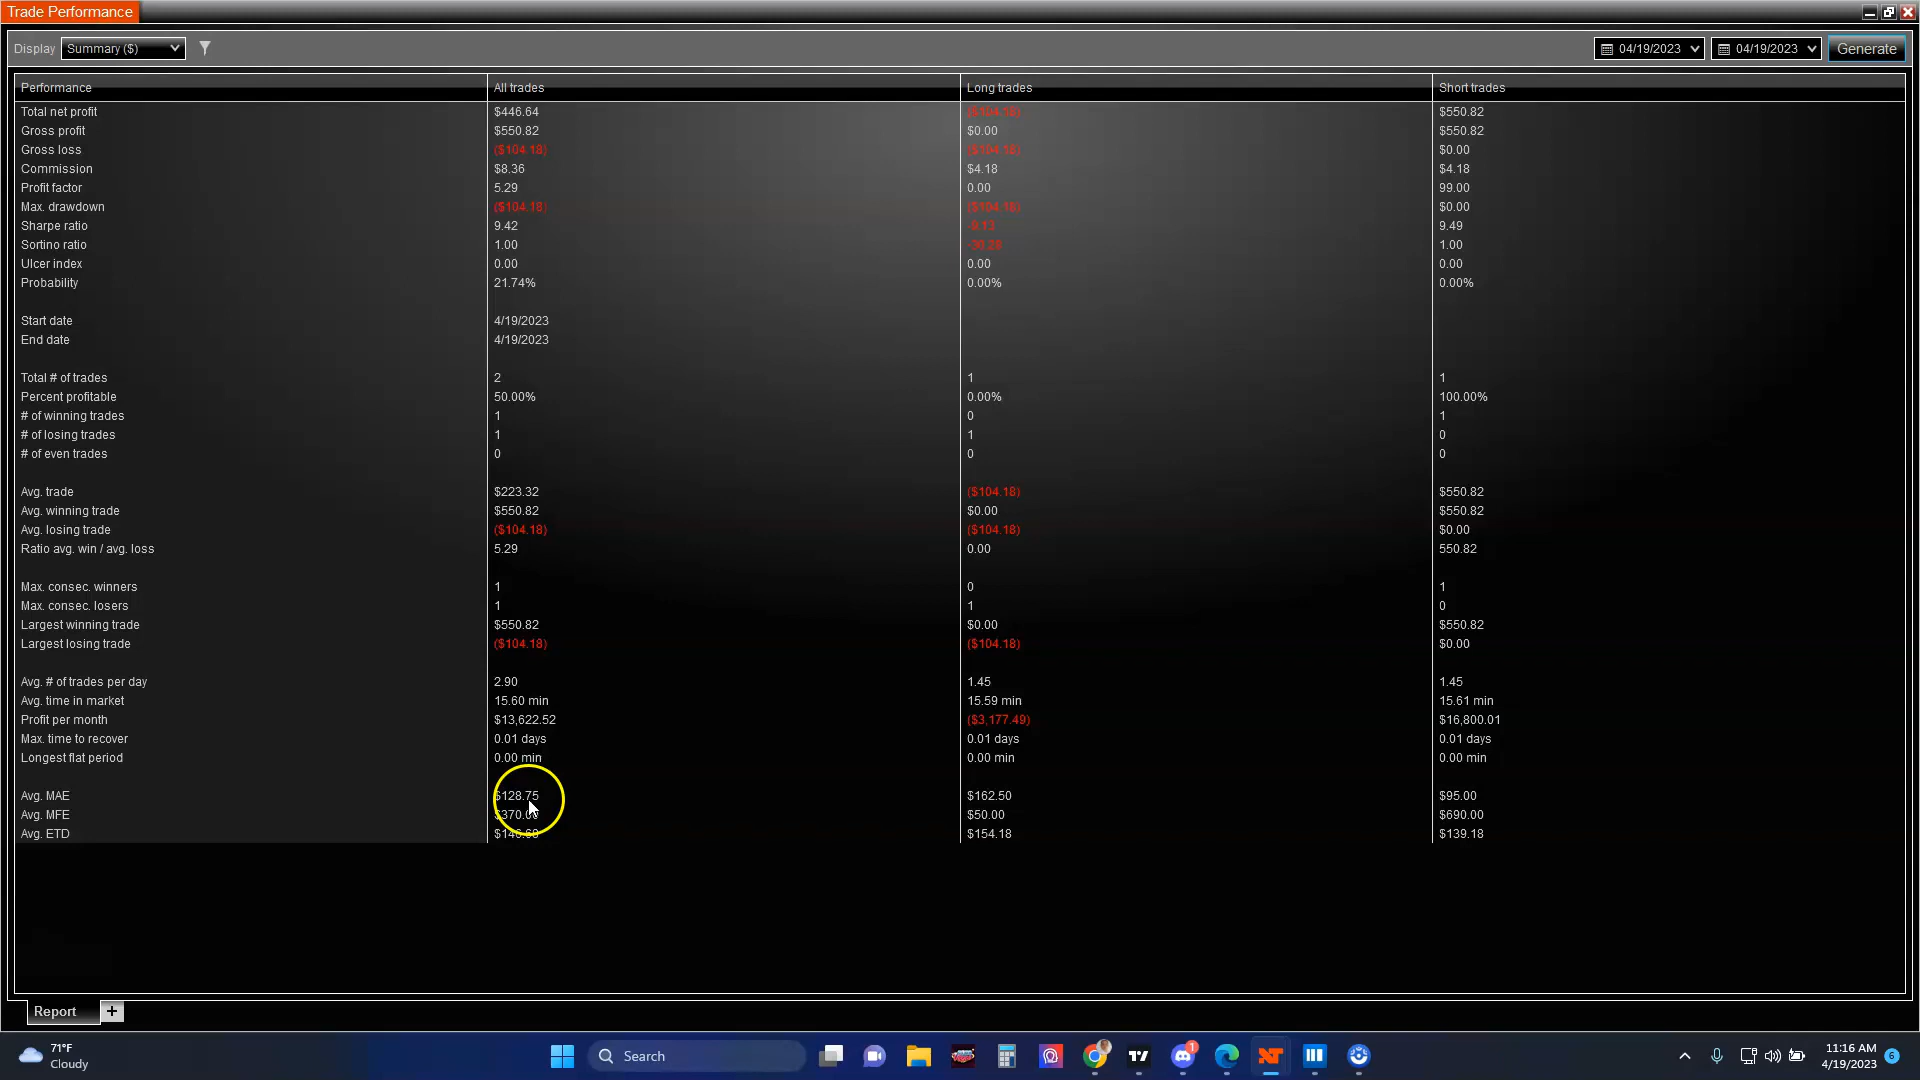 Trade Performance
Display Summary ($) 04/19/2023 04/19/2023 Generate
Performance All trades Long trades Short trades
Total net profit $446.64 ($104.18) $550.82
Gross profit $550.82 $0.00 $550.82
Gross loss ($104.18) ($104.18) $0.00
Commission $8.36 $4.18 $4.18
Profit factor 5.29 0.00 99.00
Max. drawdown ($104.18) ($104.18) $0.00
Sharpe ratio 9.42 -9.13 9.49
Sortino ratio 1.00 -30.28 1.00
Ulcer index 0.00 0.00 0.00
Probability 21.74% 0.00% 0.00%
Start date 4/19/2023
End date 4/19/2023
Total # of trades 2 1 1
Percent profitable 50.00% 0.00% 100.00%
# of winning trades 1 0 1
# of losing trades 1 1 0
# of even trades 0 0 0
Avg. trade $223.32 ($104.18) $550.82
Avg. winning trade $550.82 $0.00 $550.82
Avg. losing trade ($104.18) ($104.18) $0.00
Ratio avg. win / avg. loss 5.29 0.00 550.82
Max. consec. winners 1 0 1
Max. consec. losers 1 1 0
Largest winning trade $550.82 $0.00 $550.82
Largest losing trade ($104.18) ($104.18) $0.00
Avg. # of trades per day 2.90 1.45 1.45
Avg. time in market 15.60 min 15.59 min 15.61 min
Profit per month $13,622.52 ($3,177.49) $16,800.01
Max. time to recover 0.01 days 0.01 days 0.01 days
Longest flat period 0.00 min 0.00 min 0.00 min
Avg. MAE $128.75 $162.50 $95.00
Avg. MFE $370.00 $50.00 $690.00
Avg. ETD $146.68 $154.18 $139.18
Report +
71°F
Cloudy
Search
1
11:16 AM
4/19/2023
6